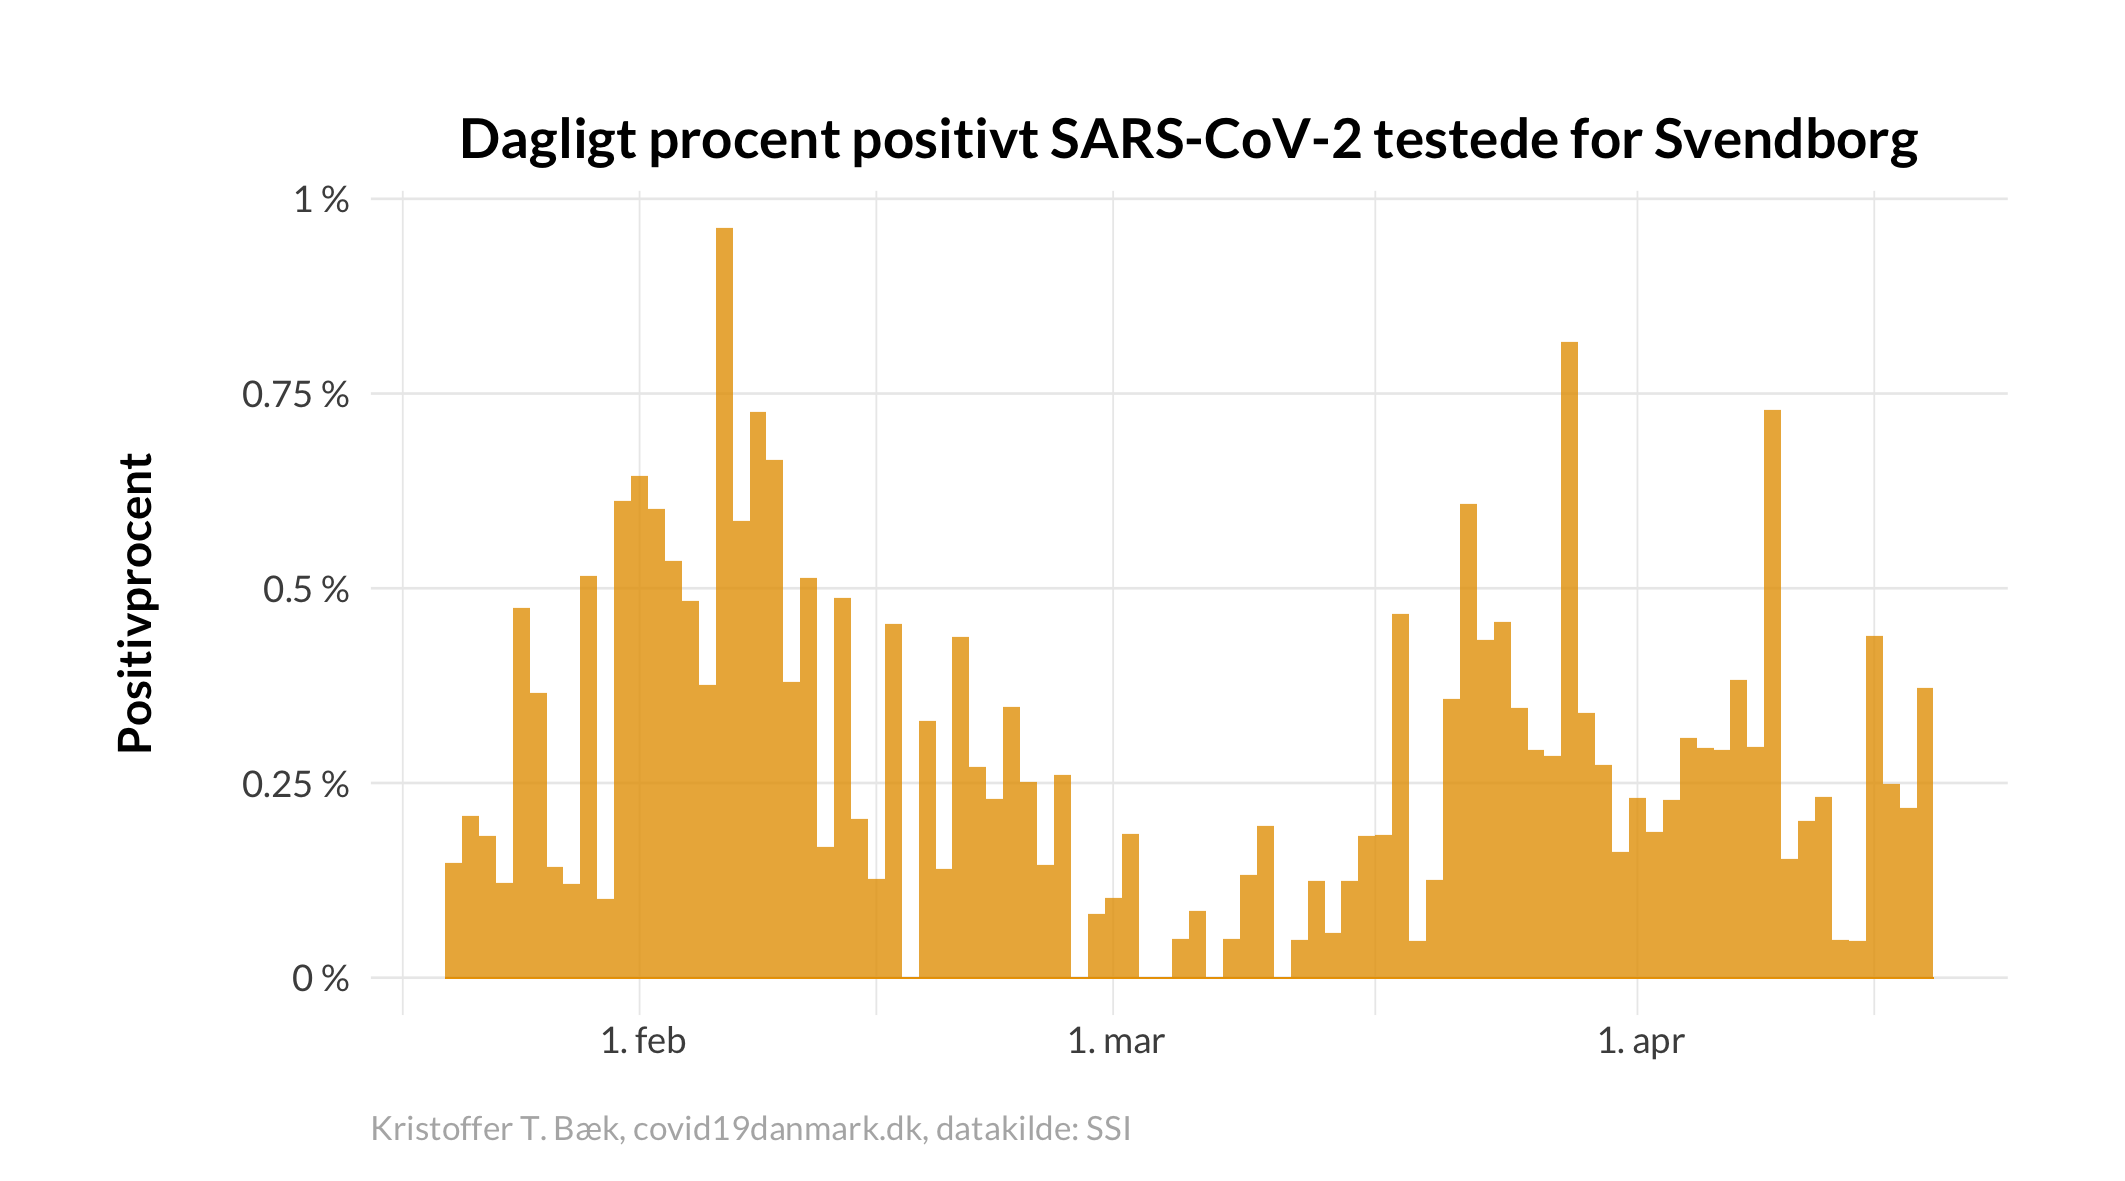 Dagligt procent positivt SARS-CoV-2 testede for Svendborg
Positivprocent
1 %
0.75 %
0.5 %
0.25 %
0 %
1. feb
1. mar
1. apr
Kristoffer T. Bæk, covid19danmark.dk, datakilde: SSI